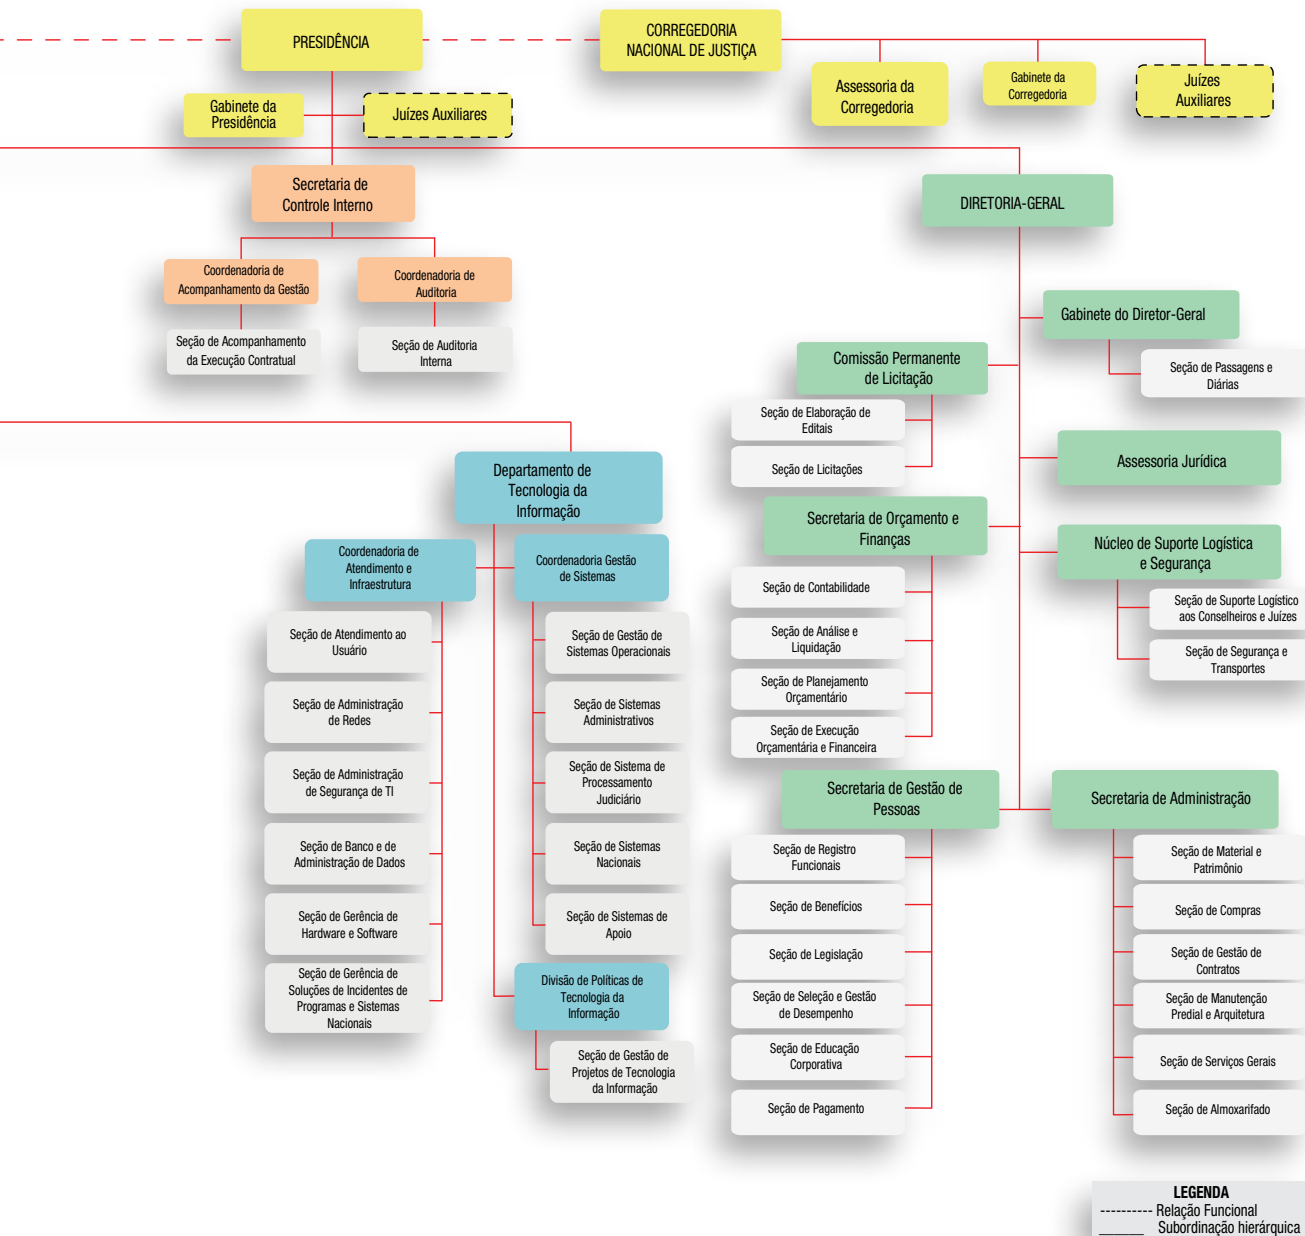 PRESIDÊNCIA
CORREGEDORIA
NACIONAL DE JUSTIÇA
Gabinete da
Presidência
Juízes Auxiliares
Assessoria da
Corregedoria
Gabinete da
Corregedoria
Juízes
Auxiliares
Secretaria de
Controle Interno
Coordenadoria de
Acompanhamento da Gestão
Seção de Acompanhamento
da Execução Contratual
Coordenadoria de
Auditoria
Seção de Auditoria
Interna
DIRETORIA-GERAL
Gabinete do Diretor-Geral
Seção de Passagens e
Diárias
Comissão Permanente
de Licitação
Seção de Elaboração de
Editais
Seção de Licitações
Assessoria Jurídica
Secretaria de Orçamento e
Finanças
Seção de Contabilidade
Seção de Análise e
Liquidação
Seção de Planejamento
Orçamentário
Seção de Execução
Orçamentária e Financeira
Núcleo de Suporte Logística
e Segurança
Seção de Suporte Logístico
aos Conselheiros e Juízes
Seção de Segurança e
Transportes
Departamento de
Tecnologia da
Informação
Coordenadoria de
Atendimento e
Infraestrutura
Seção de Atendimento ao
Usuário
Seção de Administração
de Redes
Seção de Administração
de Segurança de TI
Seção de Banco e de
Administração de Dados
Seção de Gerência de
Hardware e Software
Seção de Gerência de
Soluções de Incidentes de
Programas e Sistemas
Nacionais
Coordenadoria Gestão
de Sistemas
Seção de Gestão de
Sistemas Operacionais
Seção de Sistemas
Administrativos
Seção de Sistema de
Processamento
Judiciário
Seção de Sistemas
Nacionais
Seção de Sistemas de
Apoio
Divisão de Políticas de
Tecnologia da
Informação
Seção de Gestão de
Projetos de Tecnologia
da Informação
Secretaria de Gestão de
Pessoas
Seção de Registro
Funcionais
Seção de Benefícios
Seção de Legislação
Seção de Seleção e Gestão
de Desempenho
Seção de Educação
Corporativa
Seção de Pagamento
Secretaria de Administração
Seção de Material e
Patrimônio
Seção de Compras
Seção de Gestão de
Contratos
Seção de Manutenção
Predial e Arquitetura
Seção de Serviços Gerais
Seção de Almoxarifado
LEGENDA
---------- Relação Funcional
______ Subordinação hierárquica